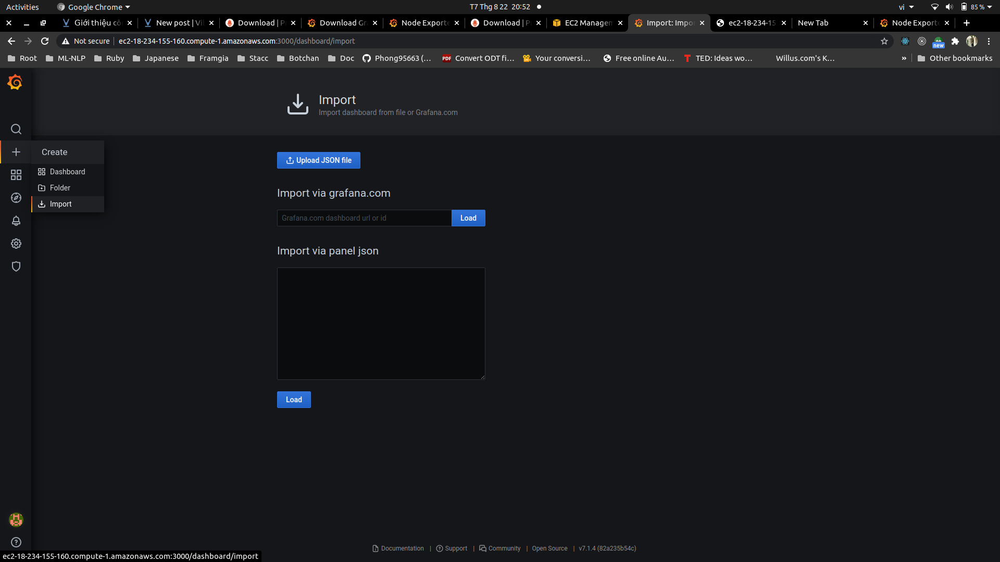 Activities
Google Chrome
T7 Thg 8 22 20:52
vi
85 %
Giới thiệu cô
New post | Vi
Download | P
Download Gr
Node Exporte
Download | P
EC2 Managem
Import: Impor
ec2-18-234-15
New Tab
Node Exporte
Not secure
ec2-18-234-155-160.compute-1.amazonaws.com:3000/dashboard/import
new
Root
ML-NLP
Ruby
Japanese
Framgia
Stacc
Botchan
Doc
Phong95663 (...
PDF
Convert ODT fi...
Your conversi...
Free online Au...
TED: Ideas wo...
Willus.com's K...
»
Other bookmarks
Import
Import dashboard from file or Grafana.com
Create
Dashboard
Folder
Import
Upload JSON file
Import via grafana.com
Grafana.com dashboard url or id
Load
Import via panel json
Load
Documentation | Support | Community | Open Source | v7.1.4 (82a235b54c)
ec2-18-234-155-160.compute-1.amazonaws.com:3000/dashboard/import